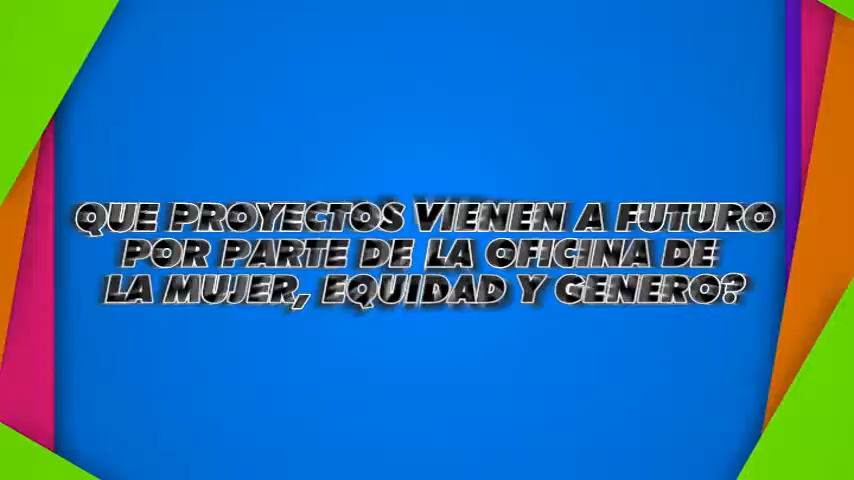 QUE PROYECTOS VIENEN A FUTURO
POR PARTE DE LA OFICINA DE
LA MUJER, EQUIDAD Y GENERO?